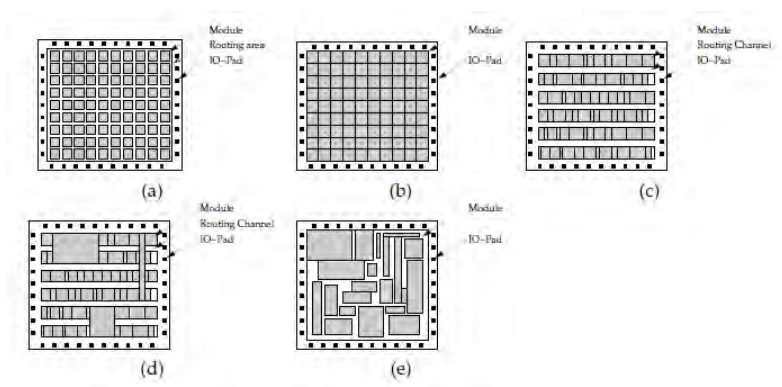 Module
Routing area
IO-Pad
(a)
Module
IO-Pad
(b)
Module
Routing Channel
IO-Pad
(c)
Module
Routing Channel
IO-Pad
(d)
Module
IO-Pad
(e)